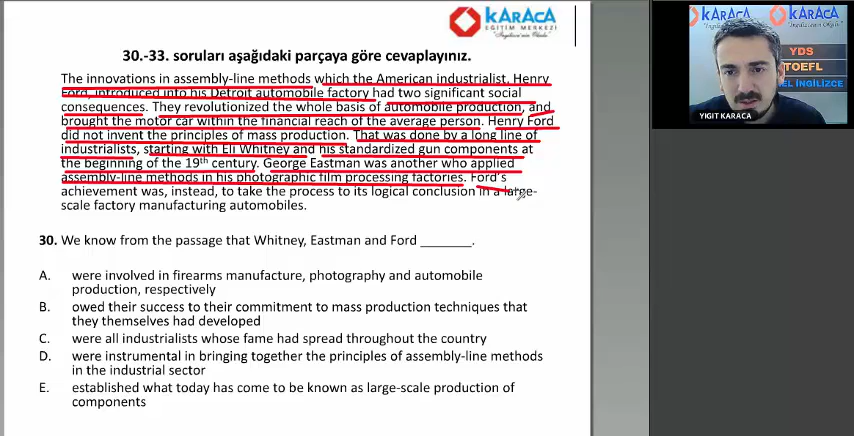 KARACA
EĞİTİM MERKEZİ
"İngilizce'nin Okulu"
30.-33. soruları aşağıdaki parçaya göre cevaplayınız.
The innovations in assembly-line methods which the American industrialist, Henry
Ford, introduced into his Detroit automobile factory had two significant social
consequences. They revolutionized the whole basis of automobile production, and
brought the motor car within the financial reach of the average person. Henry Ford
did not invent the principles of mass production. That was done by a long line of
industrialists, starting with Eli Whitney and his standardized gun components at
the beginning of the 19th century. George Eastman was another who applied
assembly-line methods in his photographic film processing factories. Ford's
achievement was, instead, to take the process to its logical conclusion in a large-
scale factory manufacturing automobiles.
30. We know from the passage that Whitney, Eastman and Ford ________.
A. were involved in firearms manufacture, photography and automobile
production, respectively
B. owed their success to their commitment to mass production techniques that
they themselves had developed
C. were all industrialists whose fame had spread throughout the country
D. were instrumental in bringing together the principles of assembly-line methods
in the industrial sector
E. established what today has come to be known as large-scale production of
components
KARACA
KARACA
YDS
TOEFL
EL İNGİLİZCE
YIGIT KARACA